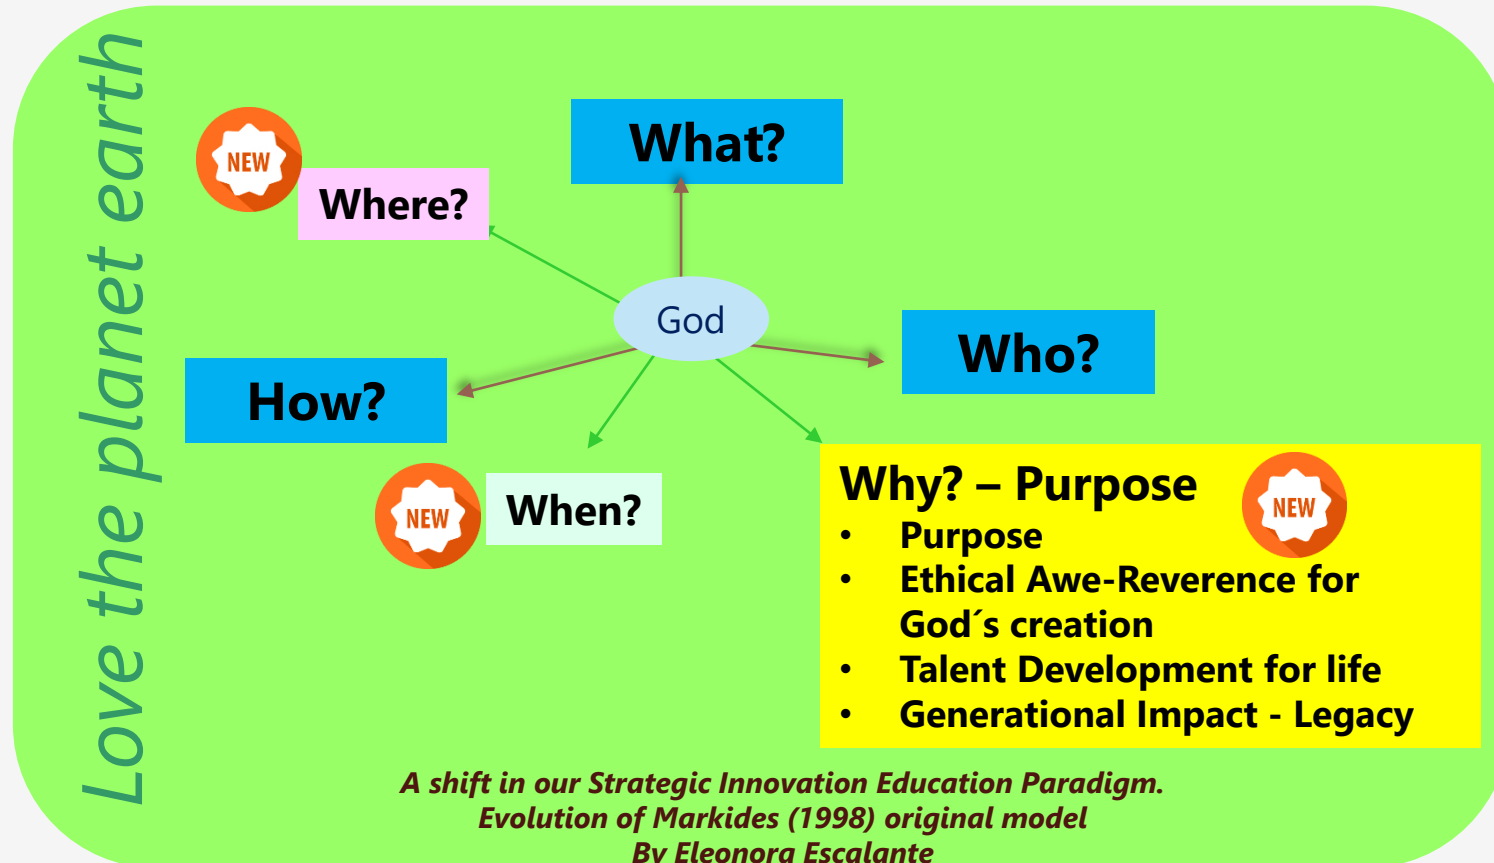 Love the planet earth
What?
NEW
Where?
God
Who?
How?
NEW
When?
Why? – Purpose
NEW
• Purpose
• Ethical Awe-Reverence for
God´s creation
• Talent Development for life
• Generational Impact - Legacy
A shift in our Strategic Innovation Education Paradigm.
Evolution of Markides (1998) original model
By Eleonora Escalante